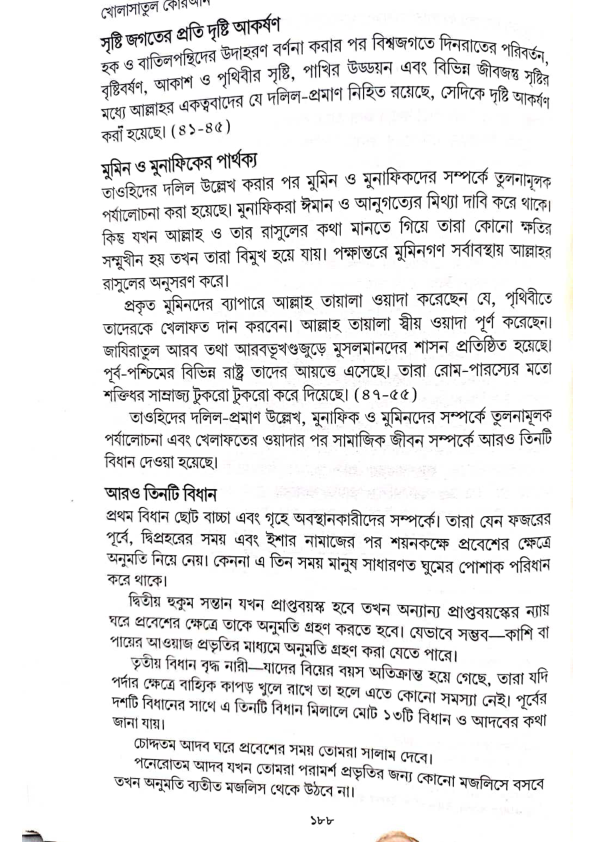 খোলাসাতুল কোরআন
সৃষ্টি জগতের প্রতি দৃষ্টি আকর্ষণ
হক ও বাতিলপন্থিদের উদাহরণ বর্ণনা করার পর বিশ্বজগতে দিনরাতের পরিবর্তন,
বৃষ্টিবর্ষণ, আকাশ ও পৃথিবীর সৃষ্টি, পাখির উড্ডয়ন এবং বিভিন্ন জীবজন্তু সৃষ্টির
মধ্যে আল্লাহর একত্ববাদের যে দলিল-প্রমাণ নিহিত রয়েছে, সেদিকে দৃষ্টি আকর্ষণ
করা হয়েছে। (৪১-৪৫)
মুমিন ও মুনাফিকের পার্থক্য
তাওহিদের দলিল উল্লেখ করার পর মুমিন ও মুনাফিকদের সম্পর্কে তুলনামূলক
পর্যালোচনা করা হয়েছে। মুনাফিকরা ঈমান ও আনুগত্যের মিথ্যা দাবি করে থাকে।
কিন্তু যখন আল্লাহ ও তার রাসুলের কথা মানতে গিয়ে তারা কোনো ক্ষতির
সম্মুখীন হয় তখন তারা বিমুখ হয়ে যায়। পক্ষান্তরে মুমিনগণ সর্বাবস্থায় আল্লাহর
রাসুলের অনুসরণ করে।
প্রকৃত মুমিনদের ব্যাপারে আল্লাহ তায়ালা ওয়াদা করেছেন যে, পৃথিবীতে
তাদেরকে খেলাফত দান করবেন। আল্লাহ তায়ালা স্বীয় ওয়াদা পূর্ণ করেছেন।
জাযিরাতুল আরব তথা আরবভূখণ্ডজুড়ে মুসলমানদের শাসন প্রতিষ্ঠিত হয়েছে।
পূর্ব-পশ্চিমের বিভিন্ন রাষ্ট্র তাদের আয়ত্তে এসেছে। তারা রোম-পারস্যের মতো
শক্তিধর সাম্রাজ্য টুকরো টুকরো করে দিয়েছে। (৪৭-৫৫)
তাওহিদের দলিল-প্রমাণ উল্লেখ, মুনাফিক ও মুমিনদের সম্পর্কে তুলনামূলক
পর্যালোচনা এবং খেলাফতের ওয়াদার পর সামাজিক জীবন সম্পর্কে আরও তিনটি
বিধান দেওয়া হয়েছে।
আরও তিনটি বিধান
প্রথম বিধান ছোট বাচ্চা এবং গৃহে অবস্থানকারীদের সম্পর্কে। তারা যেন ফজরের
পূর্বে, দ্বিপ্রহরের সময় এবং ইশার নামাজের পর শয়নকক্ষে প্রবেশের ক্ষেত্রে
অনুমতি নিয়ে নেয়। কেননা এ তিন সময় মানুষ সাধারণত ঘুমের পোশাক পরিধান
করে থাকে।
দ্বিতীয় হুকুম সন্তান যখন প্রাপ্তবয়স্ক হবে তখন অন্যান্য প্রাপ্তবয়স্কের ন্যায়
ঘরে প্রবেশের ক্ষেত্রে তাকে অনুমতি গ্রহণ করতে হবে। যেভাবে সম্ভব—কাশি বা
পায়ের আওয়াজ প্রভৃতির মাধ্যমে অনুমতি গ্রহণ করা যেতে পারে।
তৃতীয় বিধান বৃদ্ধ নারী—যাদের বিয়ের বয়স অতিক্রান্ত হয়ে গেছে, তারা যদি
পর্দার ক্ষেত্রে বাহ্যিক কাপড় খুলে রাখে তা হলে এতে কোনো সমস্যা নেই। পূর্বের
দশটি বিধানের সাথে এ তিনটি বিধান মিলালে মোট ১৩টি বিধান ও আদবের কথা
জানা যায়।
চোদ্দতম আদব ঘরে প্রবেশের সময় তোমরা সালাম দেবে।
পনেরোতম আদব যখন তোমরা পরামর্শ প্রভৃতির জন্য কোনো মজলিসে বসবে
তখন অনুমতি ব্যতীত মজলিস থেকে উঠবে না।
১৮৮